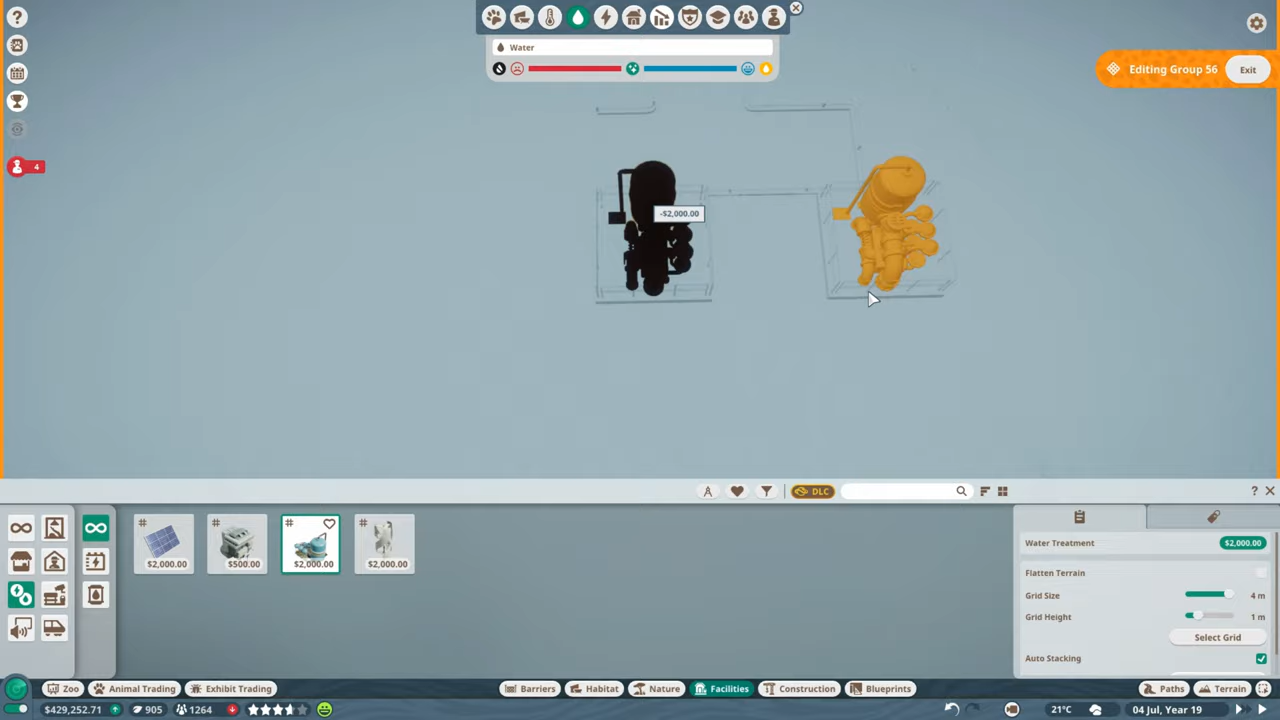 ?
Water
Editing Group 56
Exit
4
-$2,000.00
DLC
? ×
# $2,000.00
# $500.00
# $2,000.00
# $2,000.00
Water Treatment $2,000.00
Flatten Terrain
Grid Size 4 m
Grid Height 1 m
Select Grid
Auto Stacking
Zoo
Animal Trading
Exhibit Trading
Barriers
Habitat
Nature
Facilities
Construction
Blueprints
Paths
Terrain
$429,252.71
905
1264
21°C
04 Jul, Year 19